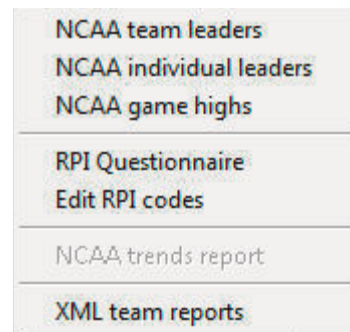 NCAA team leaders
NCAA individual leaders
NCAA game highs
RPI Questionnaire
Edit RPI codes
NCAA trends report
XML team reports